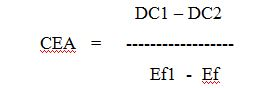 DC1 – DC2
CEA = ------------------
Ef1 - Ef